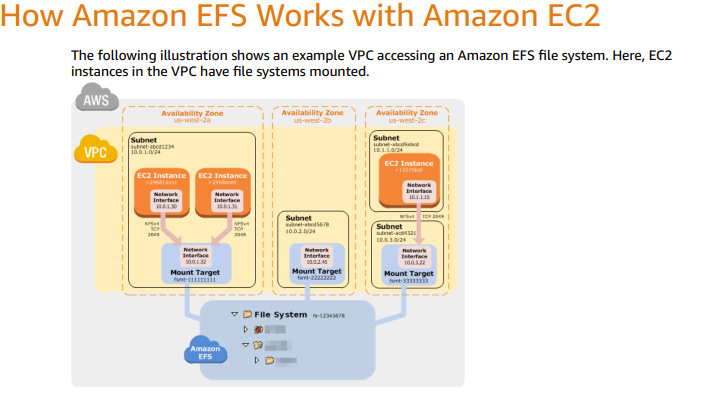 How Amazon EFS Works with Amazon EC2
The following illustration shows an example VPC accessing an Amazon EFS file system. Here, EC2
instances in the VPC have file systems mounted.
AWS
VPC
Availability Zone
us-west-2a
Subnet
subnet-abcd1234
10.0.1.0/24
EC2 Instance
Network
Interface
10.0.1.30
EC2 Instance
Network
Interface
10.0.1.31
NFSv4
TCP
2049
NFSv4
TCP
2049
Network
Interface
10.0.1.32
Mount Target
fsmt-111111111
Availability Zone
us-west-2b
Subnet
subnet-abcd5678
10.0.2.0/24
Network
Interface
10.0.2.45
Mount Target
fsmt-22222222
Availability Zone
us-west-2c
Subnet
10.1.1.0/24
EC2 Instance
Network
Interface
10.1.1.15
NFSv4 TCP 2049
Subnet
subnet-acd4321
10.0.3.0/24
Network
Interface
10.0.3.22
Mount Target
fsmt-33333333
File System fs-12345678
Amazon
EFS